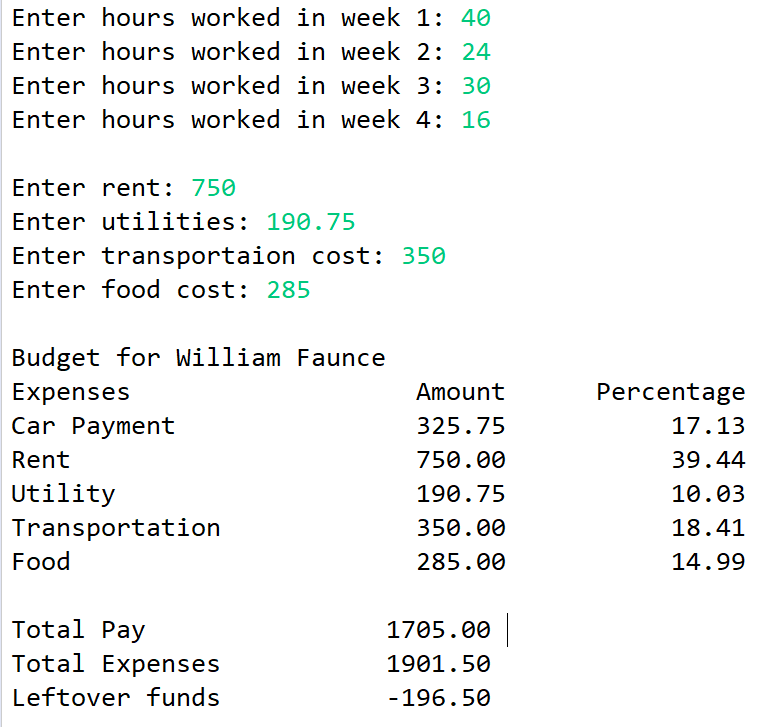 Enter hours worked in week 1: 40
Enter hours worked in week 2: 24
Enter hours worked in week 3: 30
Enter hours worked in week 4: 16
Enter rent: 750
Enter utilities: 190.75
Enter transportaion cost: 350
Enter food cost: 285
Budget for William Faunce
Expenses Amount Percentage
Car Payment 325.75 17.13
Rent 750.00 39.44
Utility 190.75 10.03
Transportation 350.00 18.41
Food 285.00 14.99
Total Pay 1705.00
Total Expenses 1901.50
Leftover funds -196.50